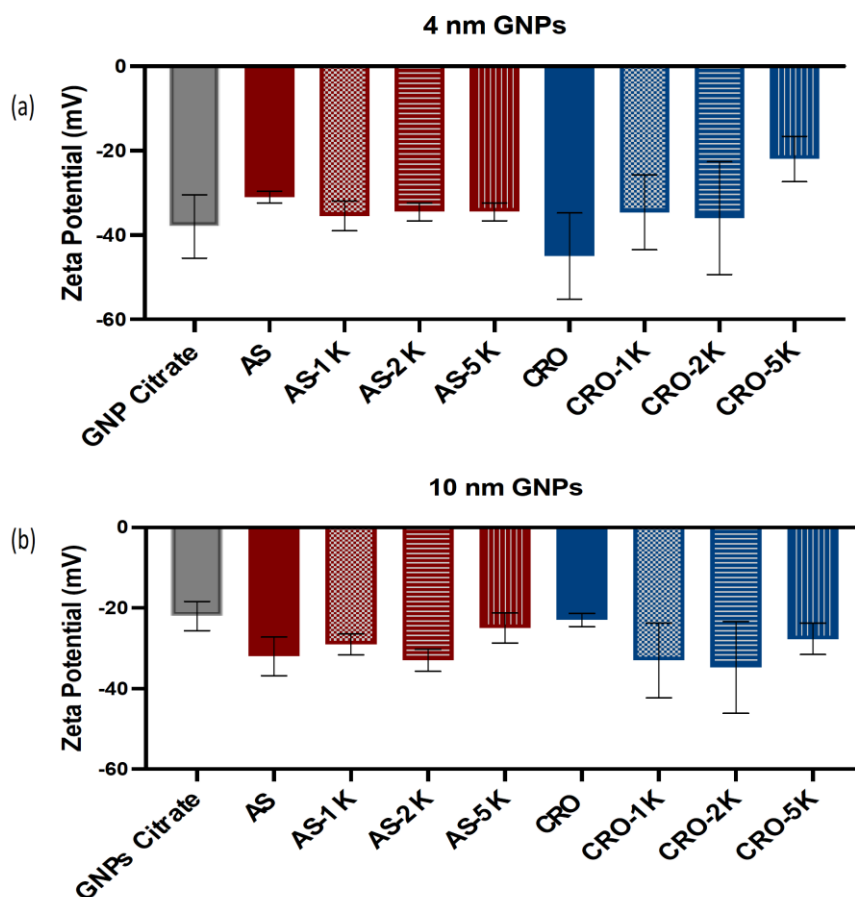 4 nm GNPs
(a)
Zeta Potential (mV)
0
-20
-40
-60
GNP Citrate
AS
AS-1 K
AS-2 K
AS-5 K
CRO
CRO-1K
CRO-2K
CRO-5K
10 nm GNPs
(b)
Zeta Potential (mV)
0
-20
-40
-60
GNPs Citrate
AS
AS-1 K
AS-2 K
AS-5 K
CRO
CRO-1K
CRO-2K
CRO-5K